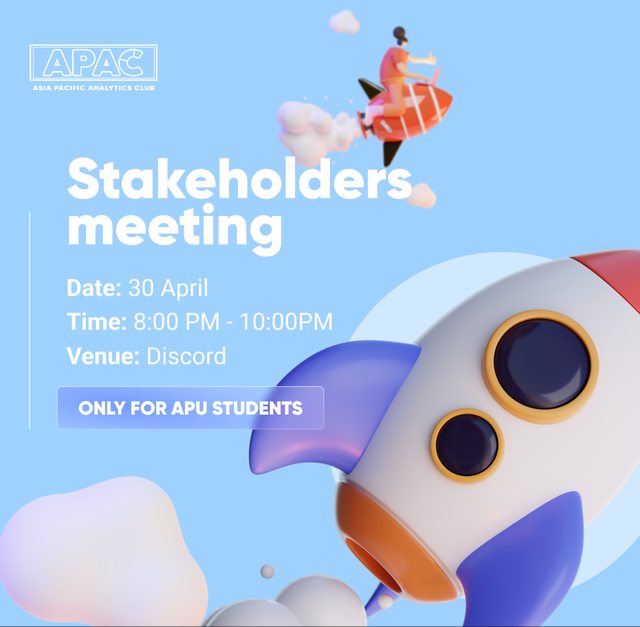 APAC
ASIA PACIFIC ANALYTICS CLUB
Stakeholders
meeting
Date: 30 April
Time: 8:00 PM - 10:00PM
Venue: Discord
ONLY FOR APU STUDENTS